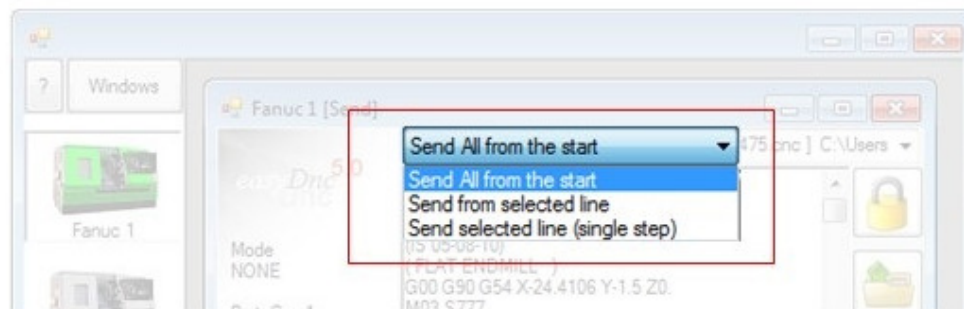 ? Windows
Fanuc 1 [Send]
Send All from the start
475.cnc ] C:\Users
easyDnc 5.0
Send All from the start
Send from selected line
Send selected line (single step)
Fanuc 1
Mode
NONE
(IS 05-08-10)
( FLAT ENDMILL )
G00 G90 G54 X-24.4106 Y-1.5 Z0.
M03 S777